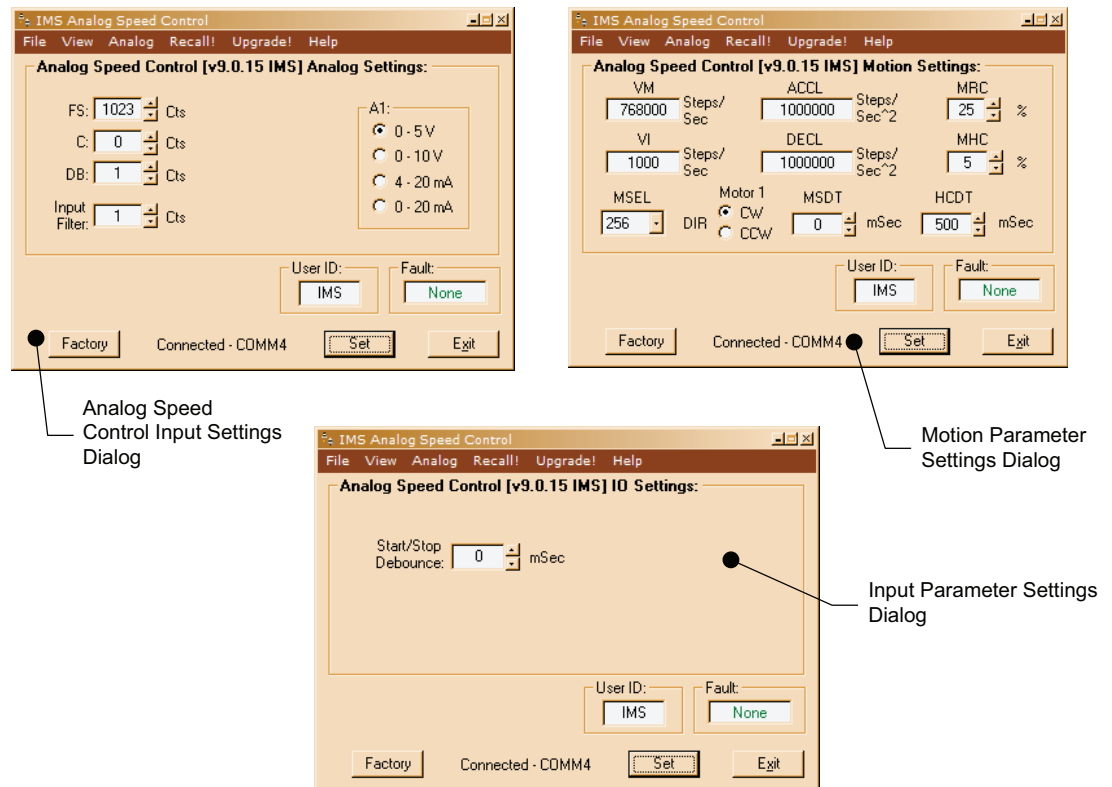 IMS Analog Speed Control
File View Analog Recall! Upgrade! Help
Analog Speed Control [v9.0.15 IMS] Analog Settings:
FS: 1023 Cts
C: 0 Cts
DB: 1 Cts
Input
Filter: 1 Cts
A1:
0 - 5 V
0 - 10 V
4 - 20 mA
0 - 20 mA
User ID:
IMS
Fault:
None
Factory
Connected - COMM4
Set
Exit
Analog Speed
Control Input Settings
Dialog
IMS Analog Speed Control
File View Analog Recall! Upgrade! Help
Analog Speed Control [v9.0.15 IMS] Motion Settings:
VM
768000
Steps/
Sec
ACCL
1000000
Steps/
Sec^2
MRC
25 %
VI
1000
Steps/
Sec
DECL
1000000
Steps/
Sec^2
MHC
5 %
MSEL
256
DIR
Motor 1
CW
CCW
MSDT
0 mSec
HCDT
500 mSec
User ID:
IMS
Fault:
None
Factory
Connected - COMM4
Set
Exit
Motion Parameter
Settings Dialog
IMS Analog Speed Control
File View Analog Recall! Upgrade! Help
Analog Speed Control [v9.0.15 IMS] IO Settings:
Start/Stop
Debounce: 0 mSec
User ID:
IMS
Fault:
None
Factory
Connected - COMM4
Set
Exit
Input Parameter Settings
Dialog